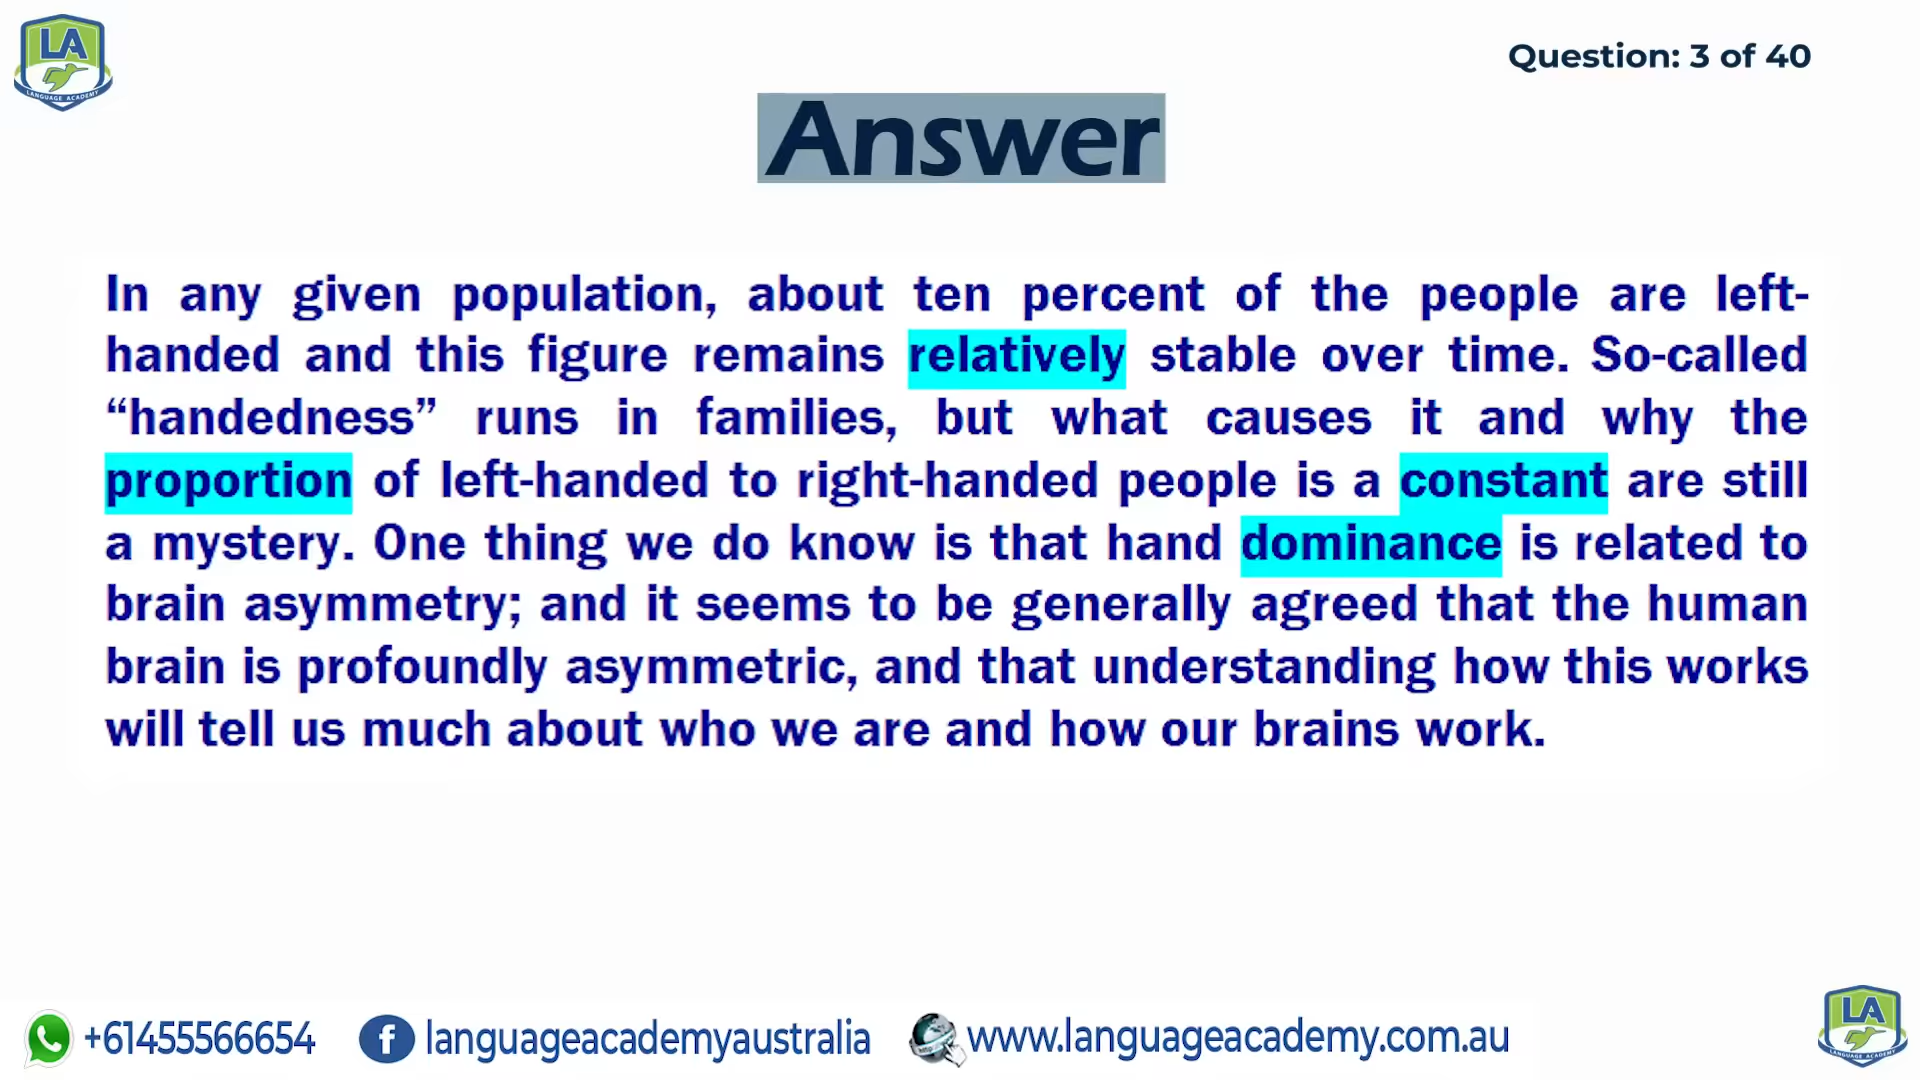 LA
LANGUAGE ACADEMY
Question: 3 of 40
Answer
In any given population, about ten percent of the people are left-
handed and this figure remains relatively stable over time. So-called
“handedness” runs in families, but what causes it and why the
proportion of left-handed to right-handed people is a constant are still
a mystery. One thing we do know is that hand dominance is related to
brain asymmetry; and it seems to be generally agreed that the human
brain is profoundly asymmetric, and that understanding how this works
will tell us much about who we are and how our brains work.
+61455566654
f languageacademyaustralia
http www.languageacademy.com.au
LA
LANGUAGE ACADEMY